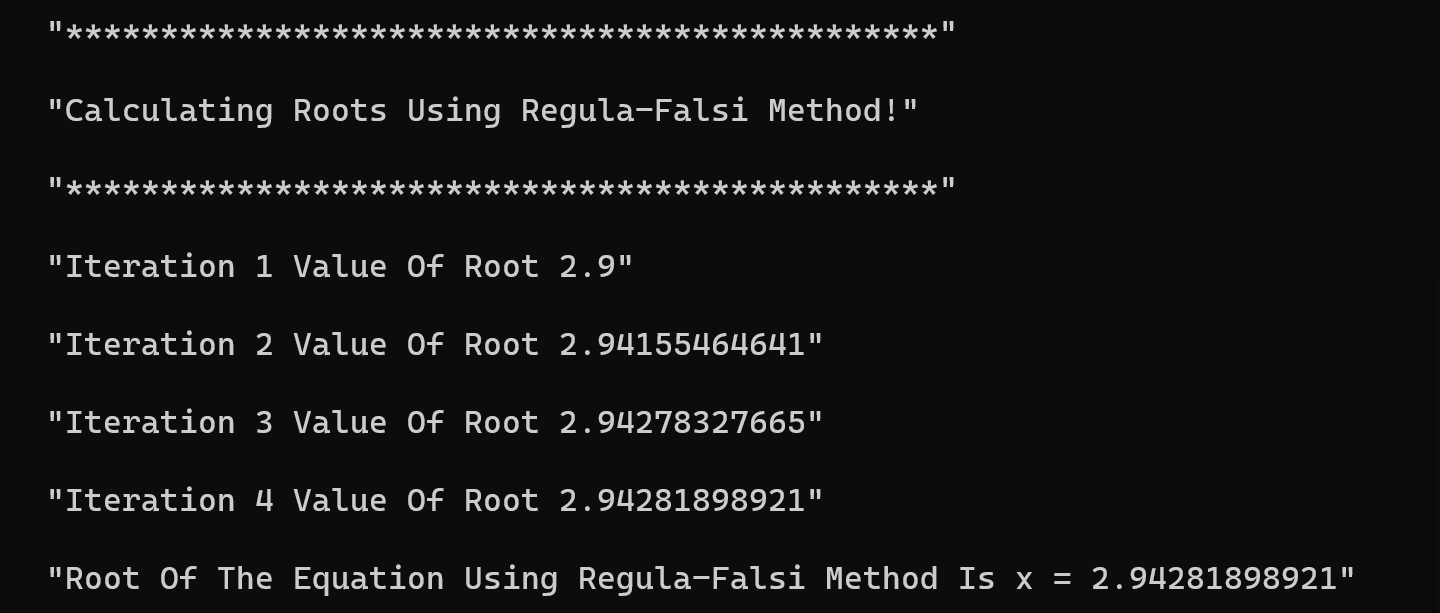 "**********************************************"
"Calculating Roots Using Regula-Falsi Method!"
"**********************************************"
"Iteration 1 Value Of Root 2.9"
"Iteration 2 Value Of Root 2.94155464641"
"Iteration 3 Value Of Root 2.94278327665"
"Iteration 4 Value Of Root 2.94281898921"
"Root Of The Equation Using Regula-Falsi Method Is x = 2.94281898921"